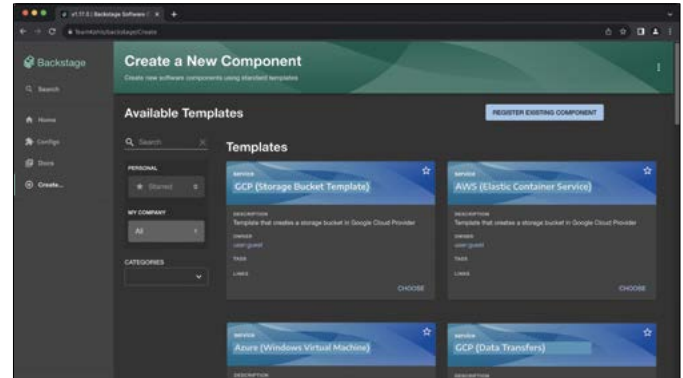 Backstage
Search
Home
Configs
Docs
Create...
Create a New Component
Create new software components using standard templates
Available Templates
REGISTER EXISTING COMPONENT
Search
PERSONAL
Starred
MY COMPANY
All
CATEGORIES
Templates
service
GCP (Storage Bucket Template)
DESCRIPTION
Template that creates a storage bucket in Google Cloud Provider
OWNER
user:guest
TAGS
LINKS
CHOOSE
service
AWS (Elastic Container Service)
DESCRIPTION
Template that creates a storage bucket in Google Cloud Provider
OWNER
user:guest
TAGS
LINKS
CHOOSE
service
Azure (Windows Virtual Machine)
DESCRIPTION
service
GCP (Data Transfers)
DESCRIPTION